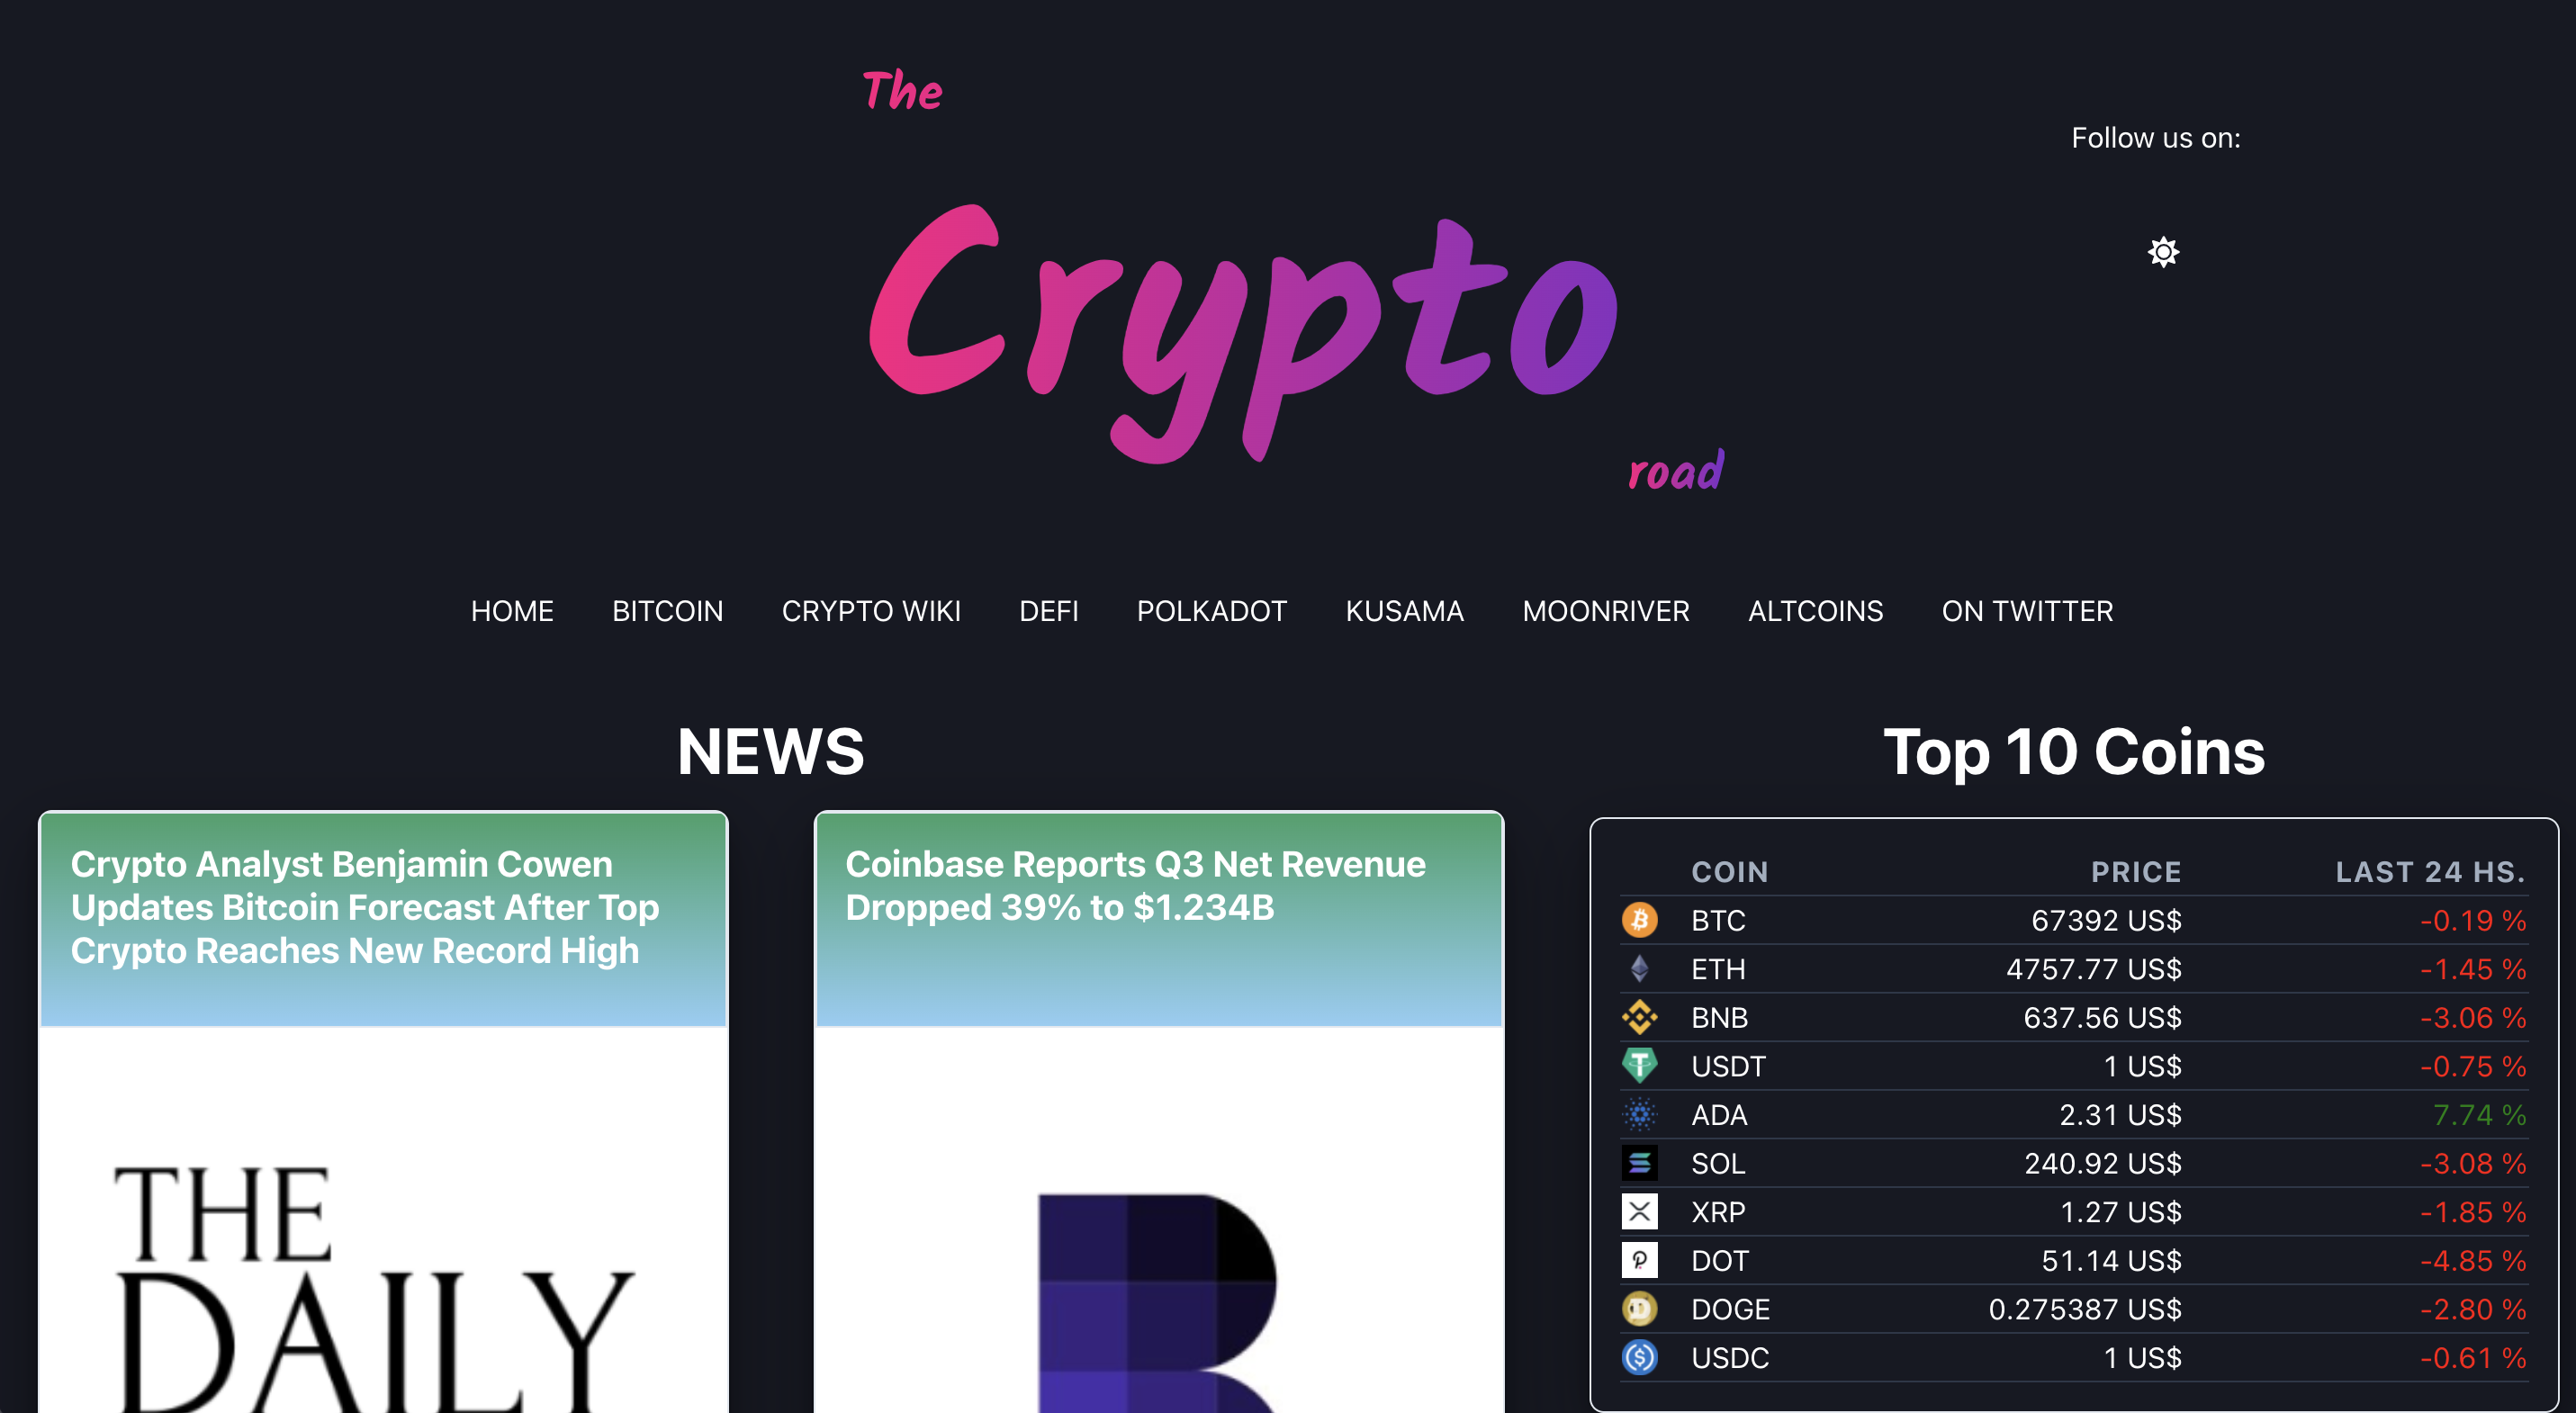 The
Crypto
road
Follow us on:
HOME BITCOIN CRYPTO WIKI DEFI POLKADOT KUSAMA MOONRIVER ALTCOINS ON TWITTER
NEWS
Crypto Analyst Benjamin Cowen
Updates Bitcoin Forecast After Top
Crypto Reaches New Record High
THE
DAILY
Coinbase Reports Q3 Net Revenue
Dropped 39% to $1.234B
Top 10 Coins
COIN PRICE LAST 24 HS.
BTC 67392 US$ -0.19 %
ETH 4757.77 US$ -1.45 %
BNB 637.56 US$ -3.06 %
USDT 1 US$ -0.75 %
ADA 2.31 US$ 7.74 %
SOL 240.92 US$ -3.08 %
XRP 1.27 US$ -1.85 %
DOT 51.14 US$ -4.85 %
DOGE 0.275387 US$ -2.80 %
USDC 1 US$ -0.61 %